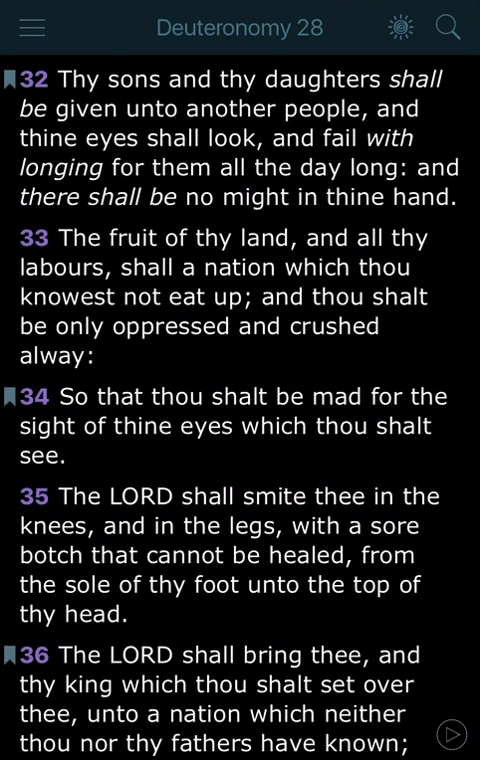 Deuteronomy 28
32 Thy sons and thy daughters shall
be given unto another people, and
thine eyes shall look, and fail with
longing for them all the day long: and
there shall be no might in thine hand.
33 The fruit of thy land, and all thy
labours, shall a nation which thou
knowest not eat up; and thou shalt
be only oppressed and crushed
alway:
34 So that thou shalt be mad for the
sight of thine eyes which thou shalt
see.
35 The LORD shall smite thee in the
knees, and in the legs, with a sore
botch that cannot be healed, from
the sole of thy foot unto the top of
thy head.
36 The LORD shall bring thee, and
thy king which thou shalt set over
thee, unto a nation which neither
thou nor thy fathers have known;